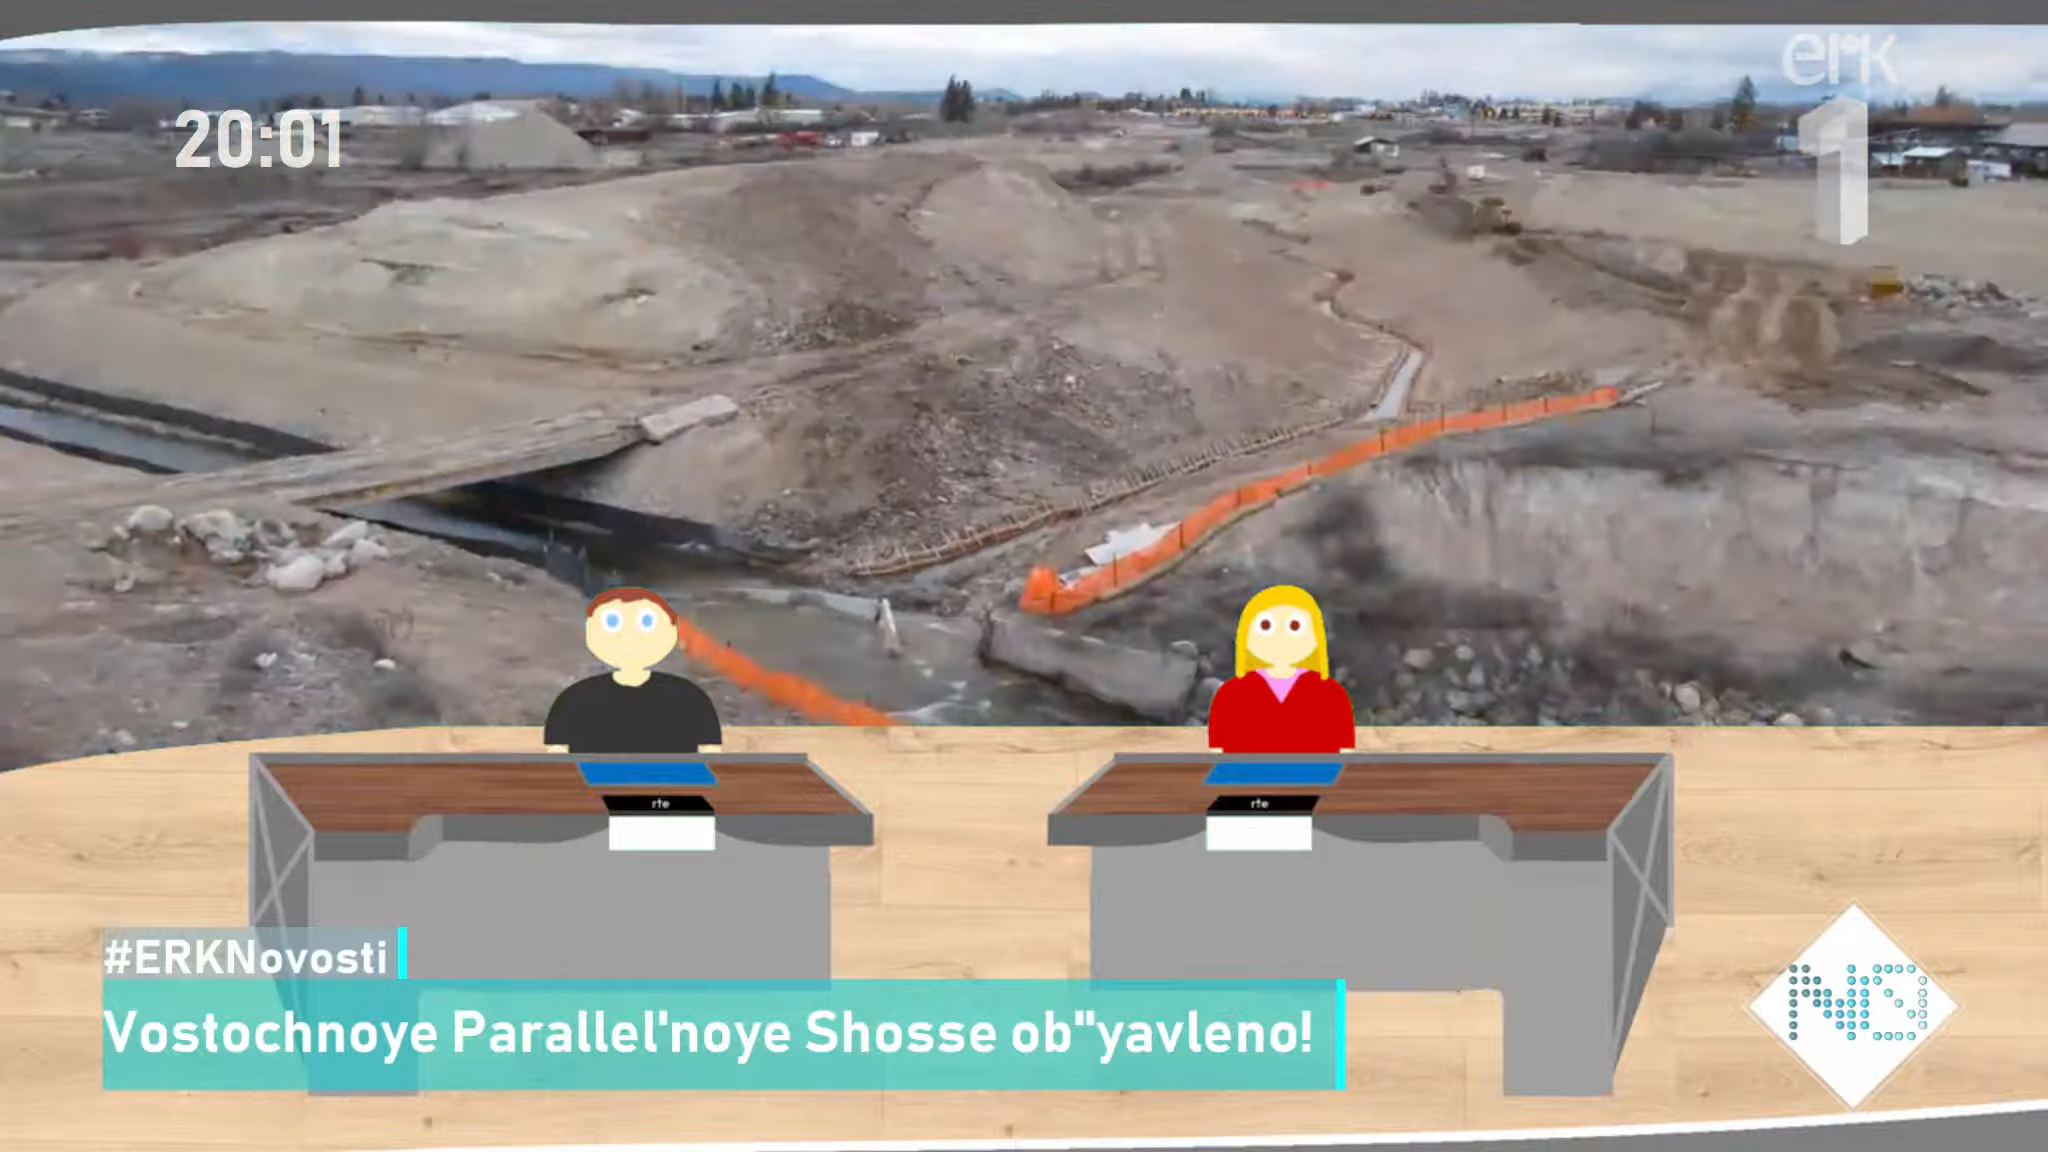 erk
1
20:01
rte
rte
#ERKNovosti
Vostochnoye Parallel'noye Shosse ob"yavleno!